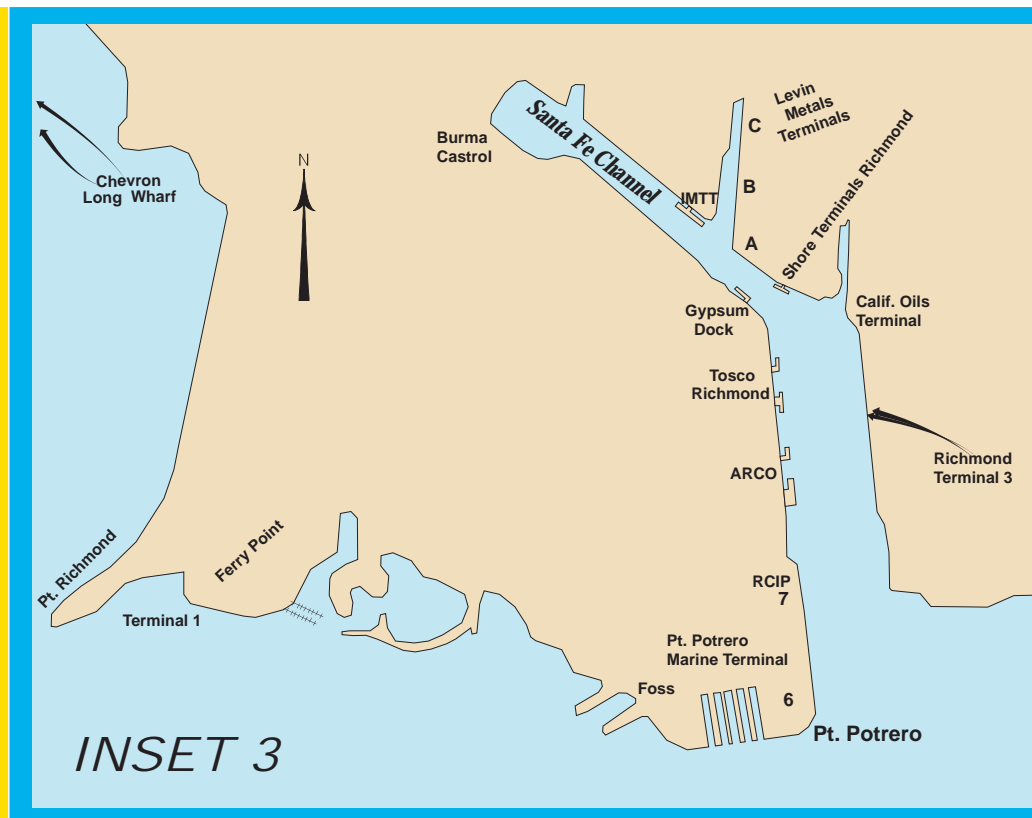 Levin
Metals
Terminals
C
Santa Fe Channel
Burma
Castrol
N
Chevron
Long Wharf
IMTT
B
A
Shore Terminals Richmond
Gypsum
Dock
Calif. Oils
Terminal
Tosco
Richmond
ARCO
Richmond
Terminal 3
Pt. Richmond
Ferry Point
Terminal 1
RCIP
7
Pt. Potrero
Marine Terminal
Foss
6
Pt. Potrero
INSET 3